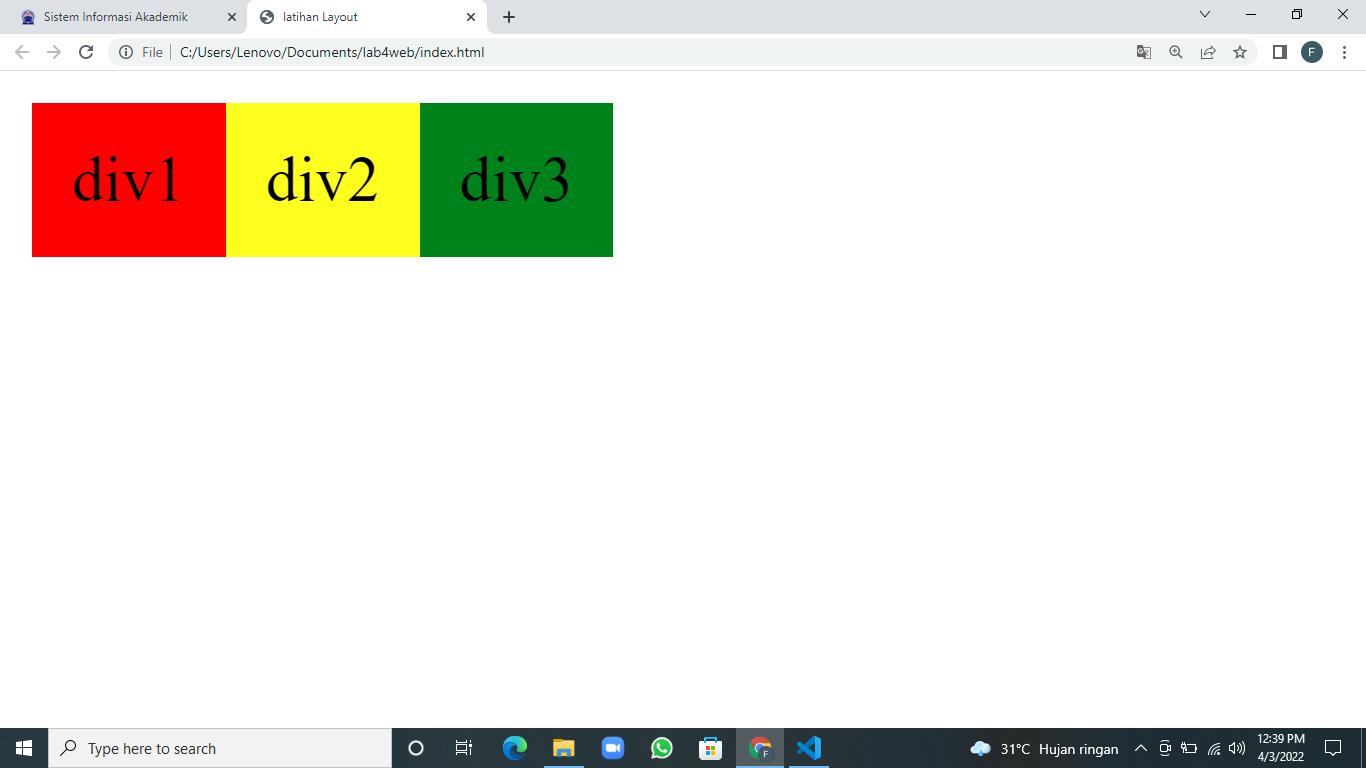 Sistem Informasi Akademik
latihan Layout
File
C:/Users/Lenovo/Documents/lab4web/index.html
F
div1
div2
div3
Type here to search
F
31°C Hujan ringan
12:39 PM
4/3/2022